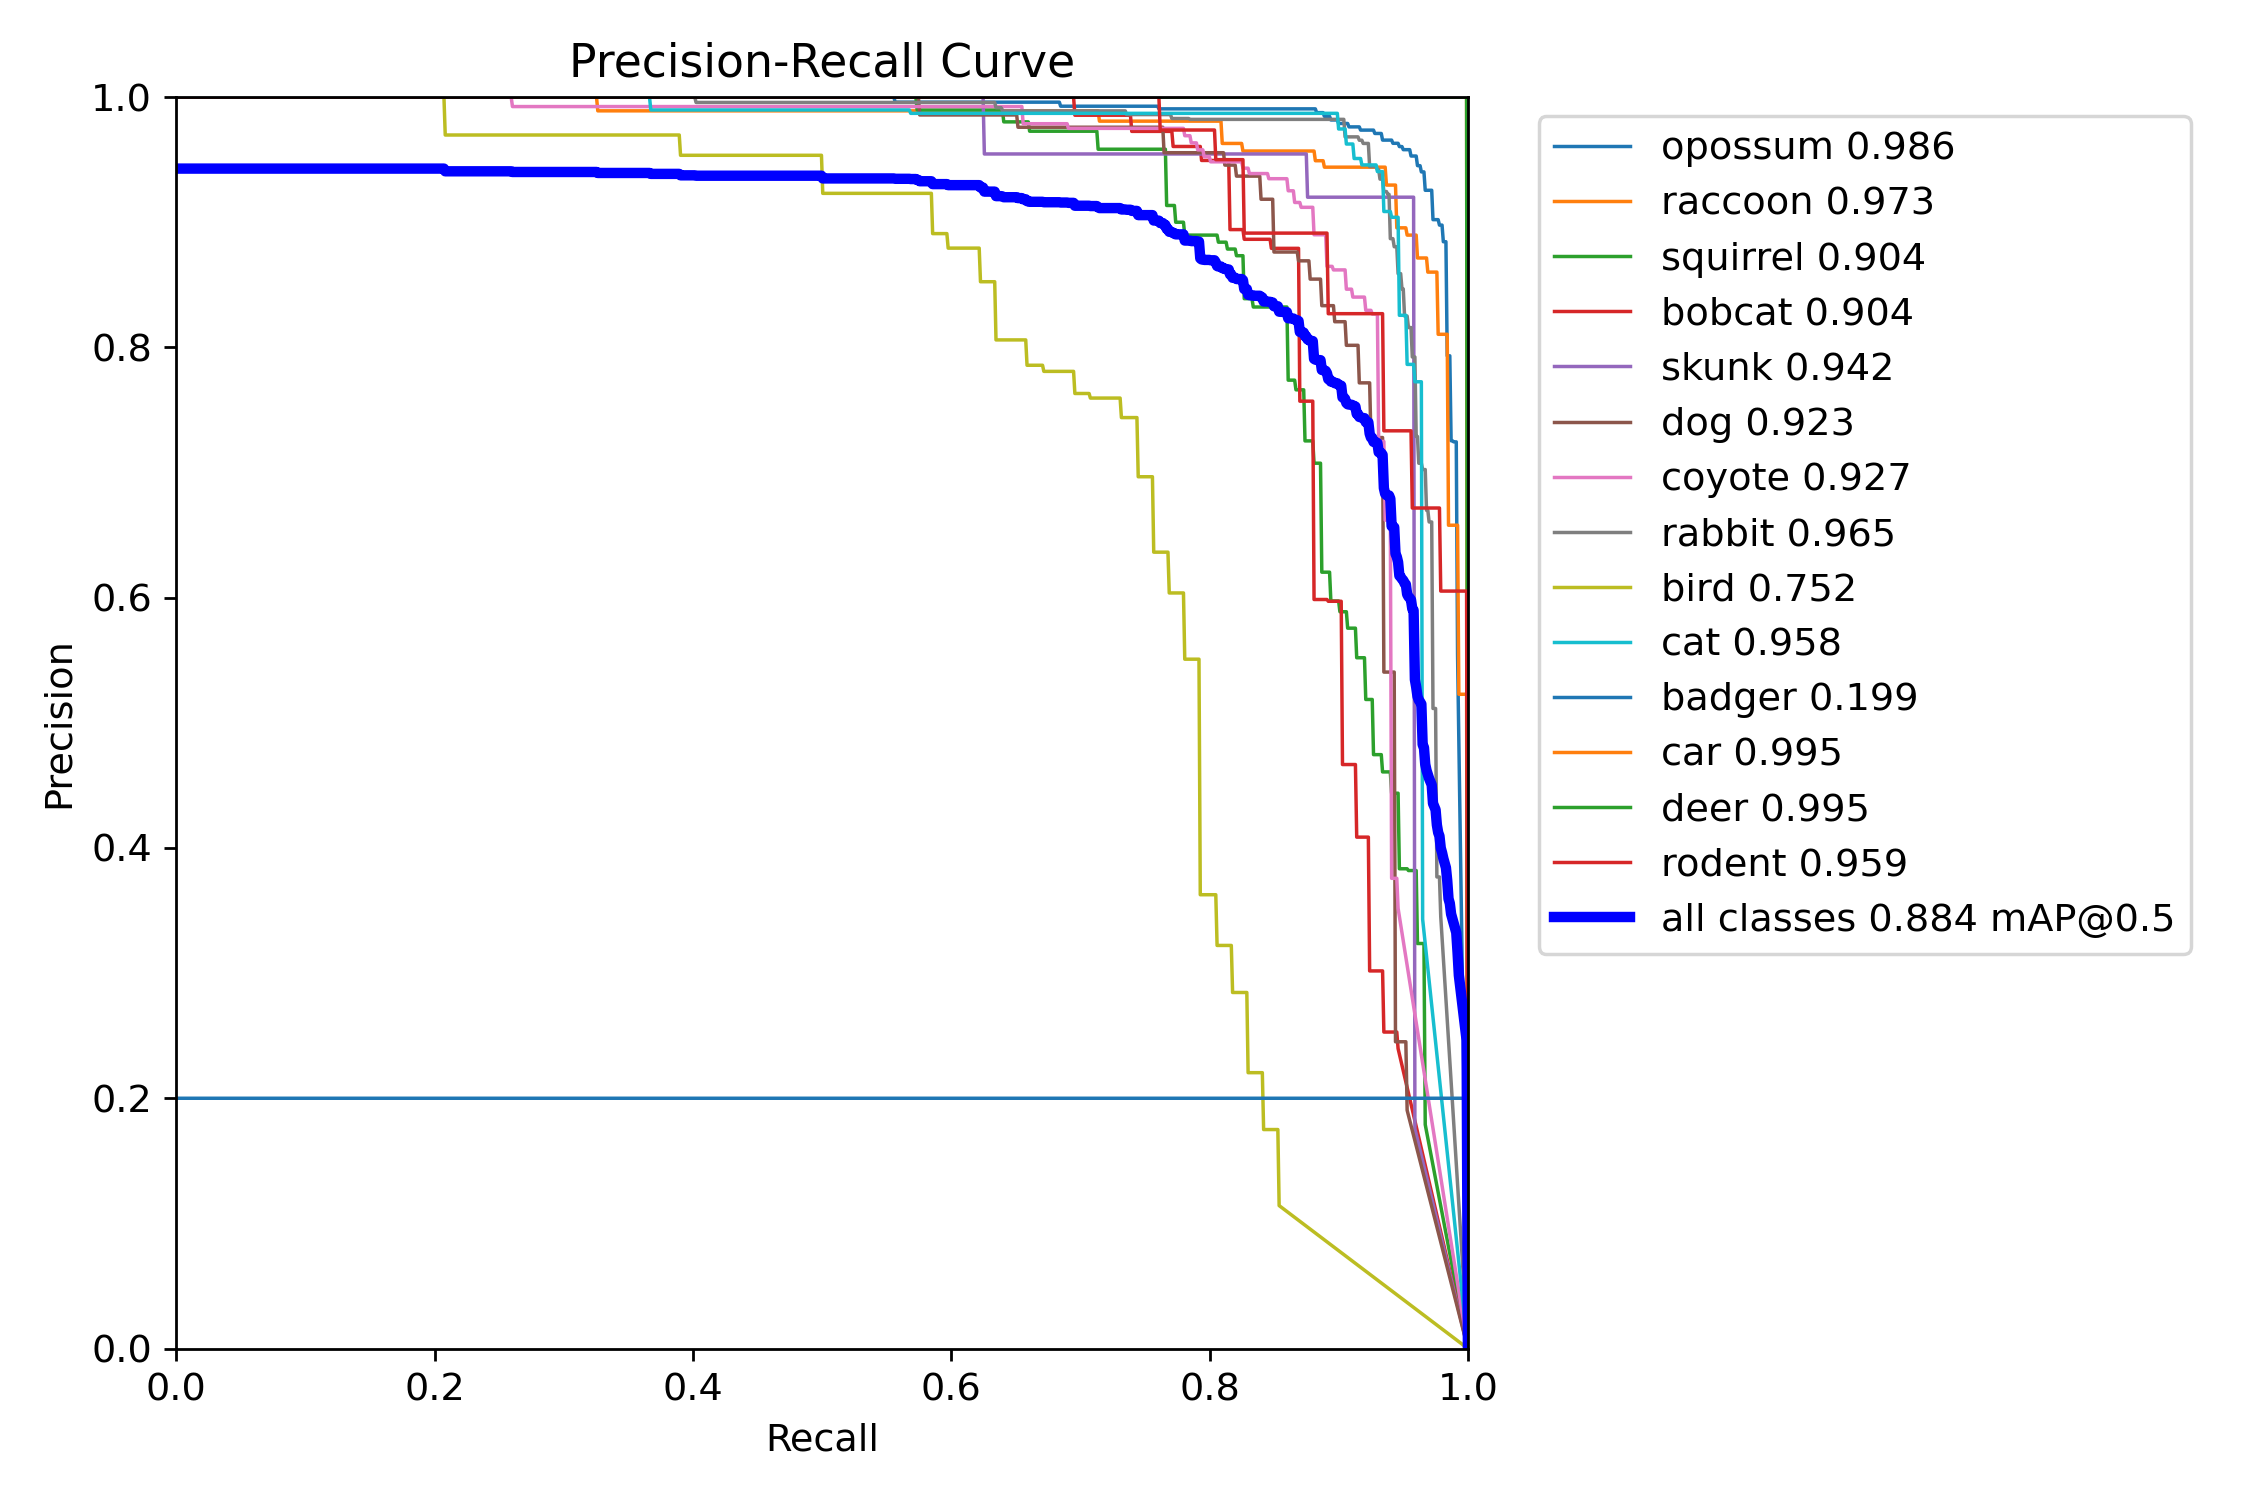 Precision-Recall Curve
1.0
0.8
0.6
0.4
0.2
0.0
Precision
0.0 0.2 0.4 0.6 0.8 1.0
Recall
opossum 0.986
raccoon 0.973
squirrel 0.904
bobcat 0.904
skunk 0.942
dog 0.923
coyote 0.927
rabbit 0.965
bird 0.752
cat 0.958
badger 0.199
car 0.995
deer 0.995
rodent 0.959
all classes 0.884 mAP@0.5